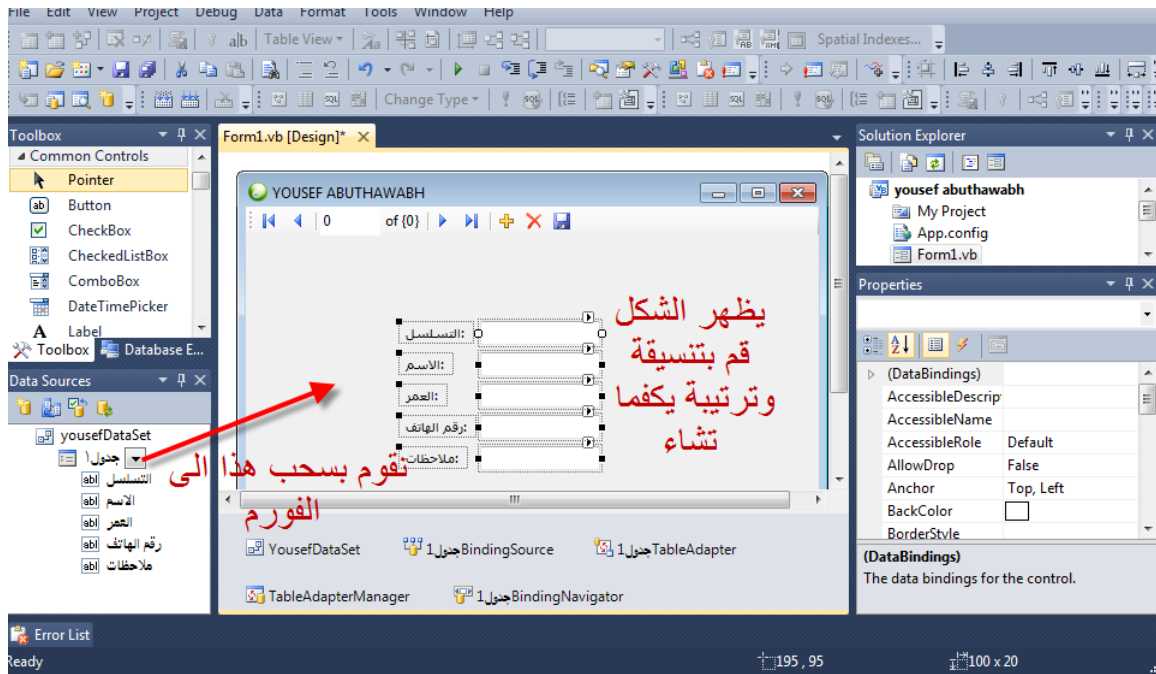 File Edit View Project Debug Data Format Tools Window Help
Table View
Spatial Indexes...
Change Type
Toolbox
Form1.vb [Design]*
Solution Explorer
Common Controls
Pointer
Button
CheckBox
CheckedListBox
ComboBox
DateTimePicker
A Label
Toolbox Database E...
YOUSEF ABUTHAWABH
0 of {0}
التسلسل:
الاسم:
العمر:
رقم الهاتف:
ملاحظات:
يظهر الشكل
قم بتنسيقة
وترتيبة يكفما
تشاء
yousef abuthawabh
My Project
App.config
Form1.vb
Properties
(DataBindings)
AccessibleDescrip
AccessibleName
AccessibleRole Default
AllowDrop False
Anchor Top, Left
BackColor
BorderStyle
(DataBindings)
The data bindings for the control.
Data Sources
yousefDataSet
جدول١
التسلسل
الاسم
العمر
رقم الهاتف
ملاحظات
نقوم بسحب هذا الى
الفورم
YousefDataSet جدول1BindingSource جدول1TableAdapter
TableAdapterManager جدول1BindingNavigator
Error List
Ready 195 , 95 100 x 20